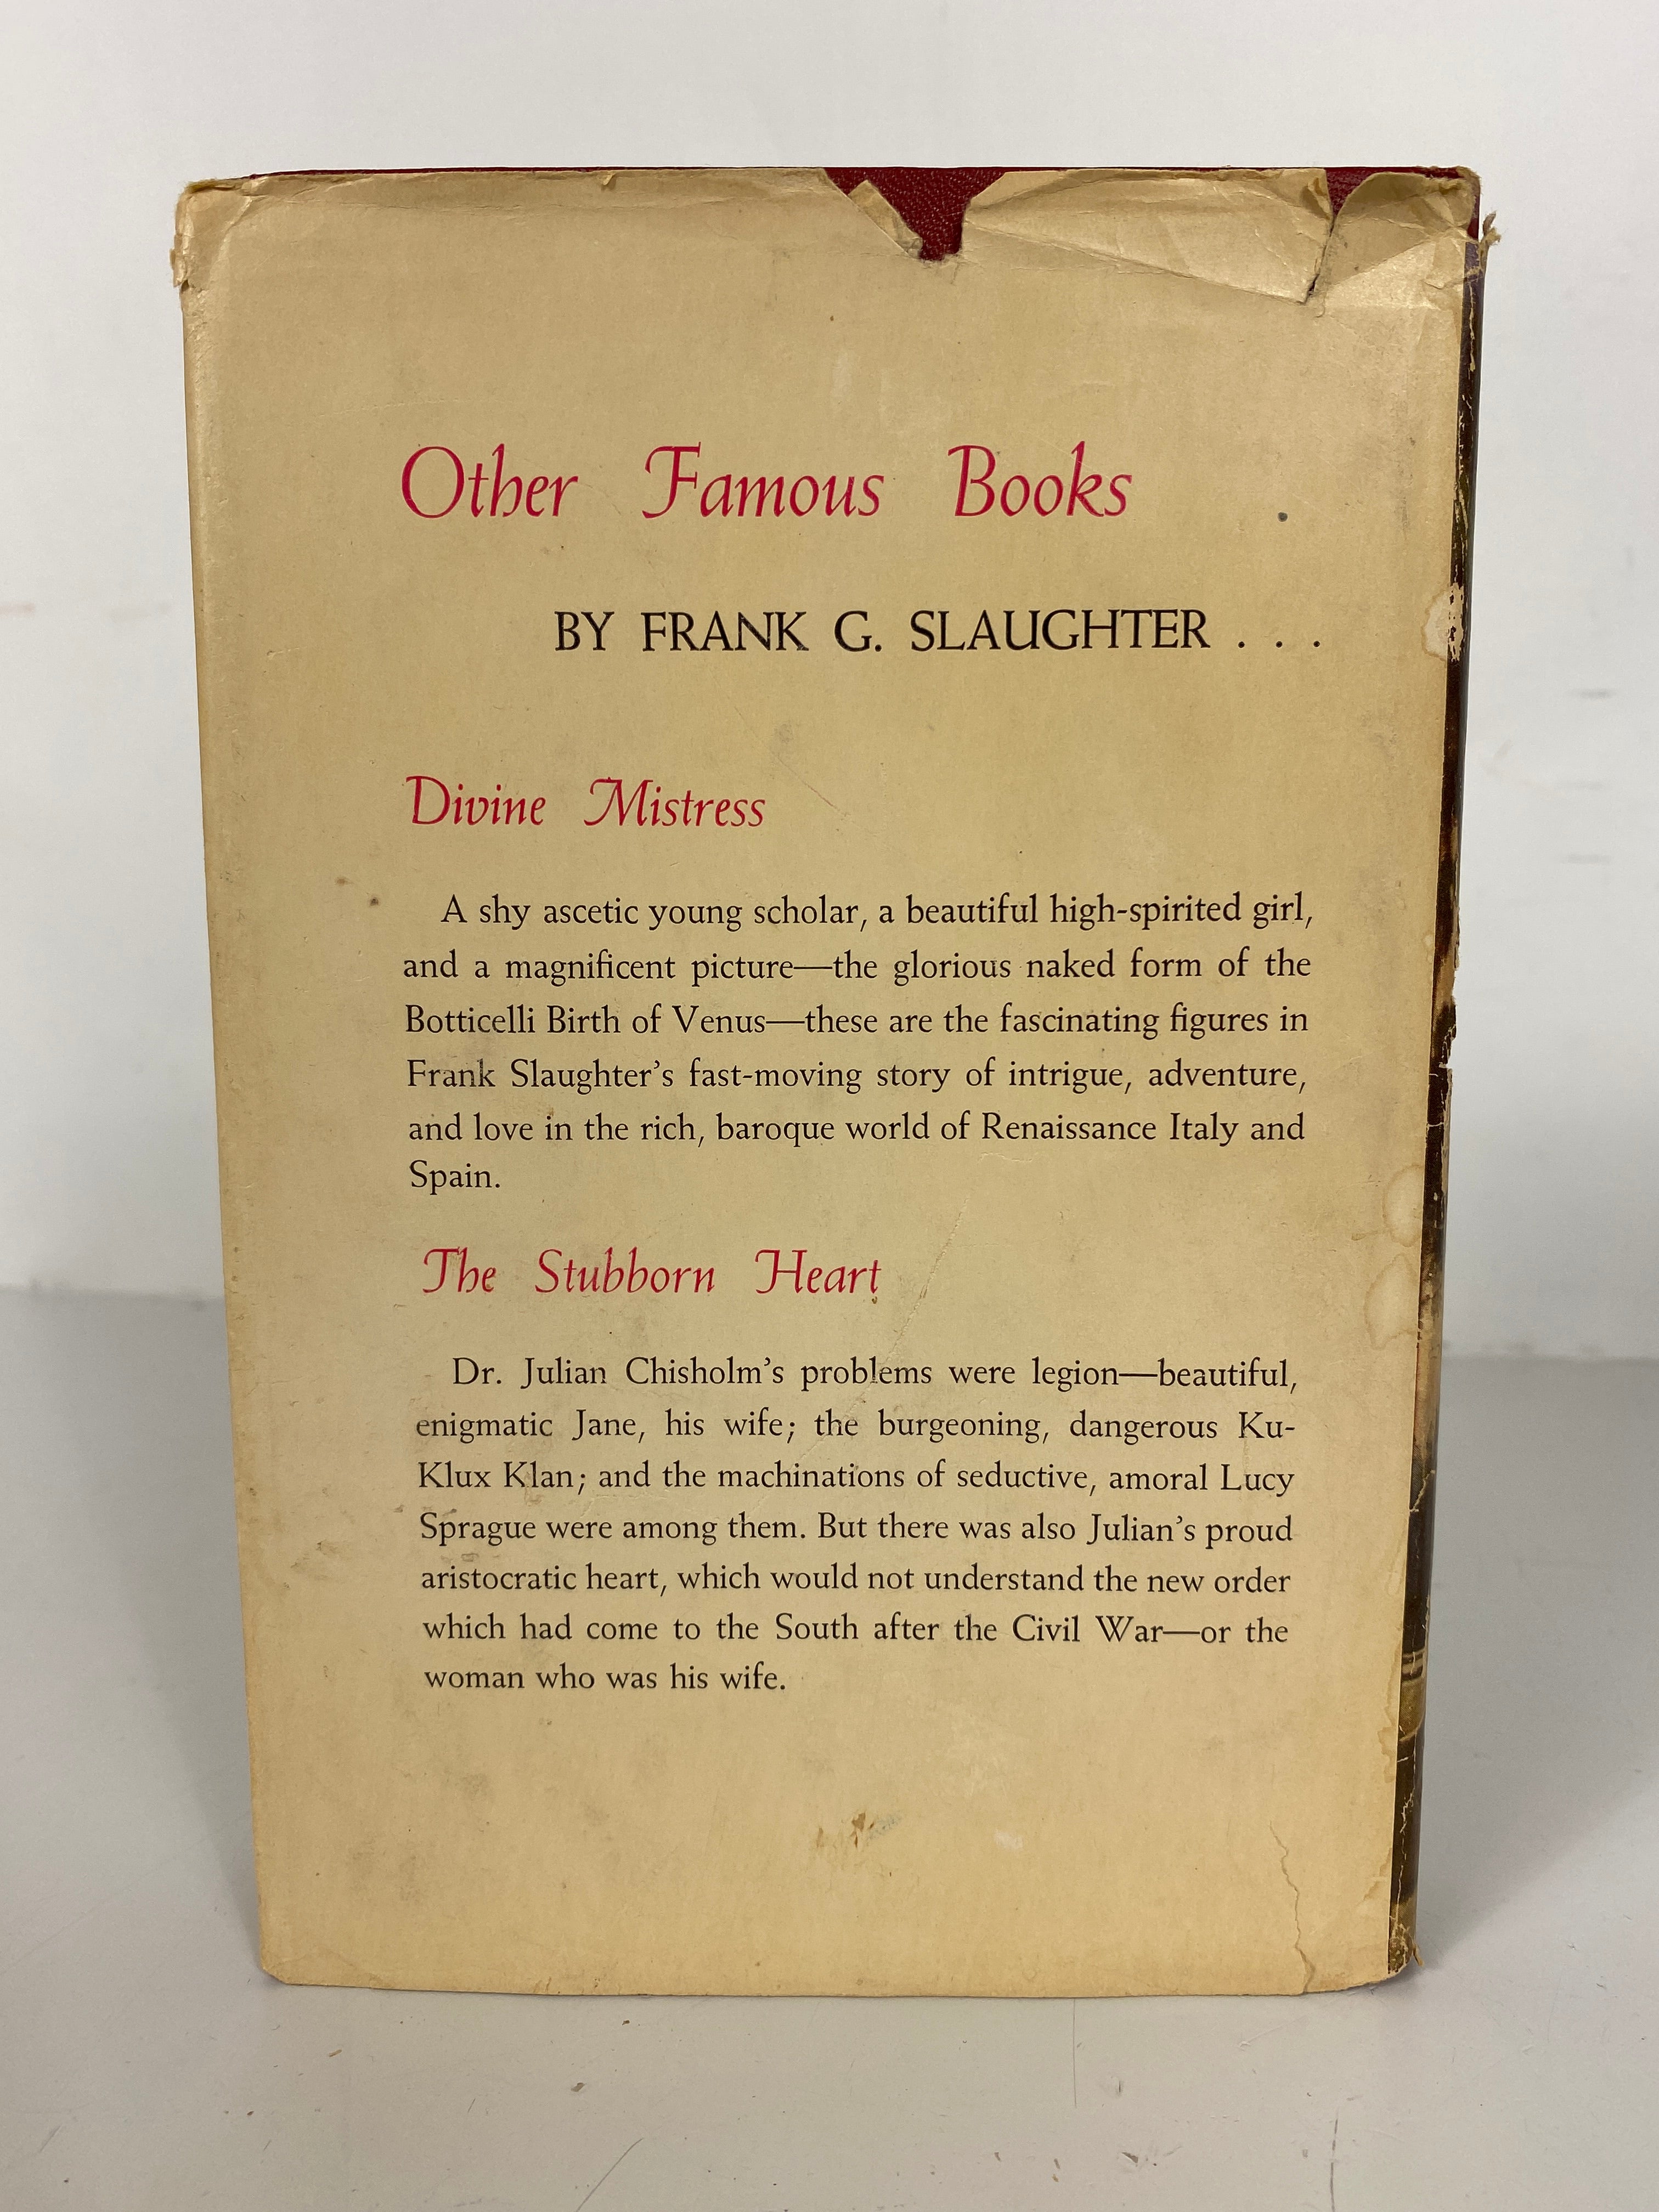 Other Famous Books
BY FRANK G. SLAUGHTER . . .
Divine Mistress
A shy ascetic young scholar, a beautiful high-spirited girl,
and a magnificent picture—the glorious naked form of the
Botticelli Birth of Venus—these are the fascinating figures in
Frank Slaughter's fast-moving story of intrigue, adventure,
and love in the rich, baroque world of Renaissance Italy and
Spain.
The Stubborn Heart
Dr. Julian Chisholm's problems were legion—beautiful,
enigmatic Jane, his wife; the burgeoning, dangerous Ku-
Klux Klan; and the machinations of seductive, amoral Lucy
Sprague were among them. But there was also Julian's proud
aristocratic heart, which would not understand the new order
which had come to the South after the Civil War—or the
woman who was his wife.